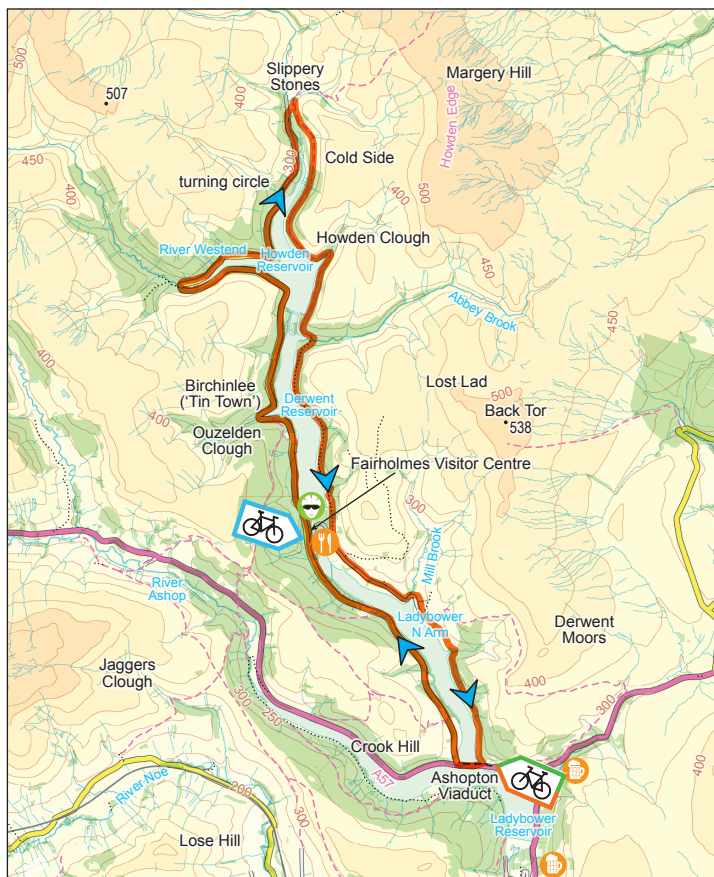 500
Slippery
Stones
400
Margery Hill
507
Howden Edge
500
300
Cold Side
450
400
turning circle
400
500
Howden Clough
River Westend
Howden
Reservoir
450
Abbey Brook
450
400
Birchinlee
('Tin Town')
Derwent
Reservoir
Lost Lad
500
Back Tor
538
400
Ouzelden
Clough
Fairholmes Visitor Centre
300
Mill Brook
River
Ashop
Ladybower
N Arm
Derwent
Moors
Jaggers
Clough
300
250
400
300
Crook Hill
A57
Ashopton
Viaduct
400
River Noe
200
300
Ladybower
Reservoir
Lose Hill